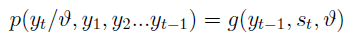 p(y_t/ϑ, y_1, y_2...y_{t−1}) = g(y_{t−1}, s_t, ϑ)